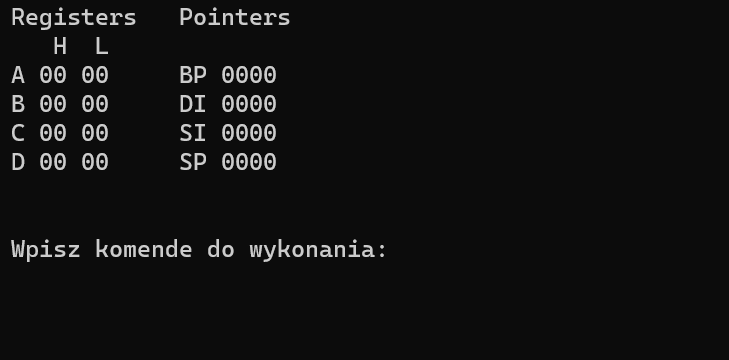 Registers   Pointers
   H  L
A 00 00     BP 0000
B 00 00     DI 0000
C 00 00     SI 0000
D 00 00     SP 0000
Wpisz komende do wykonania: